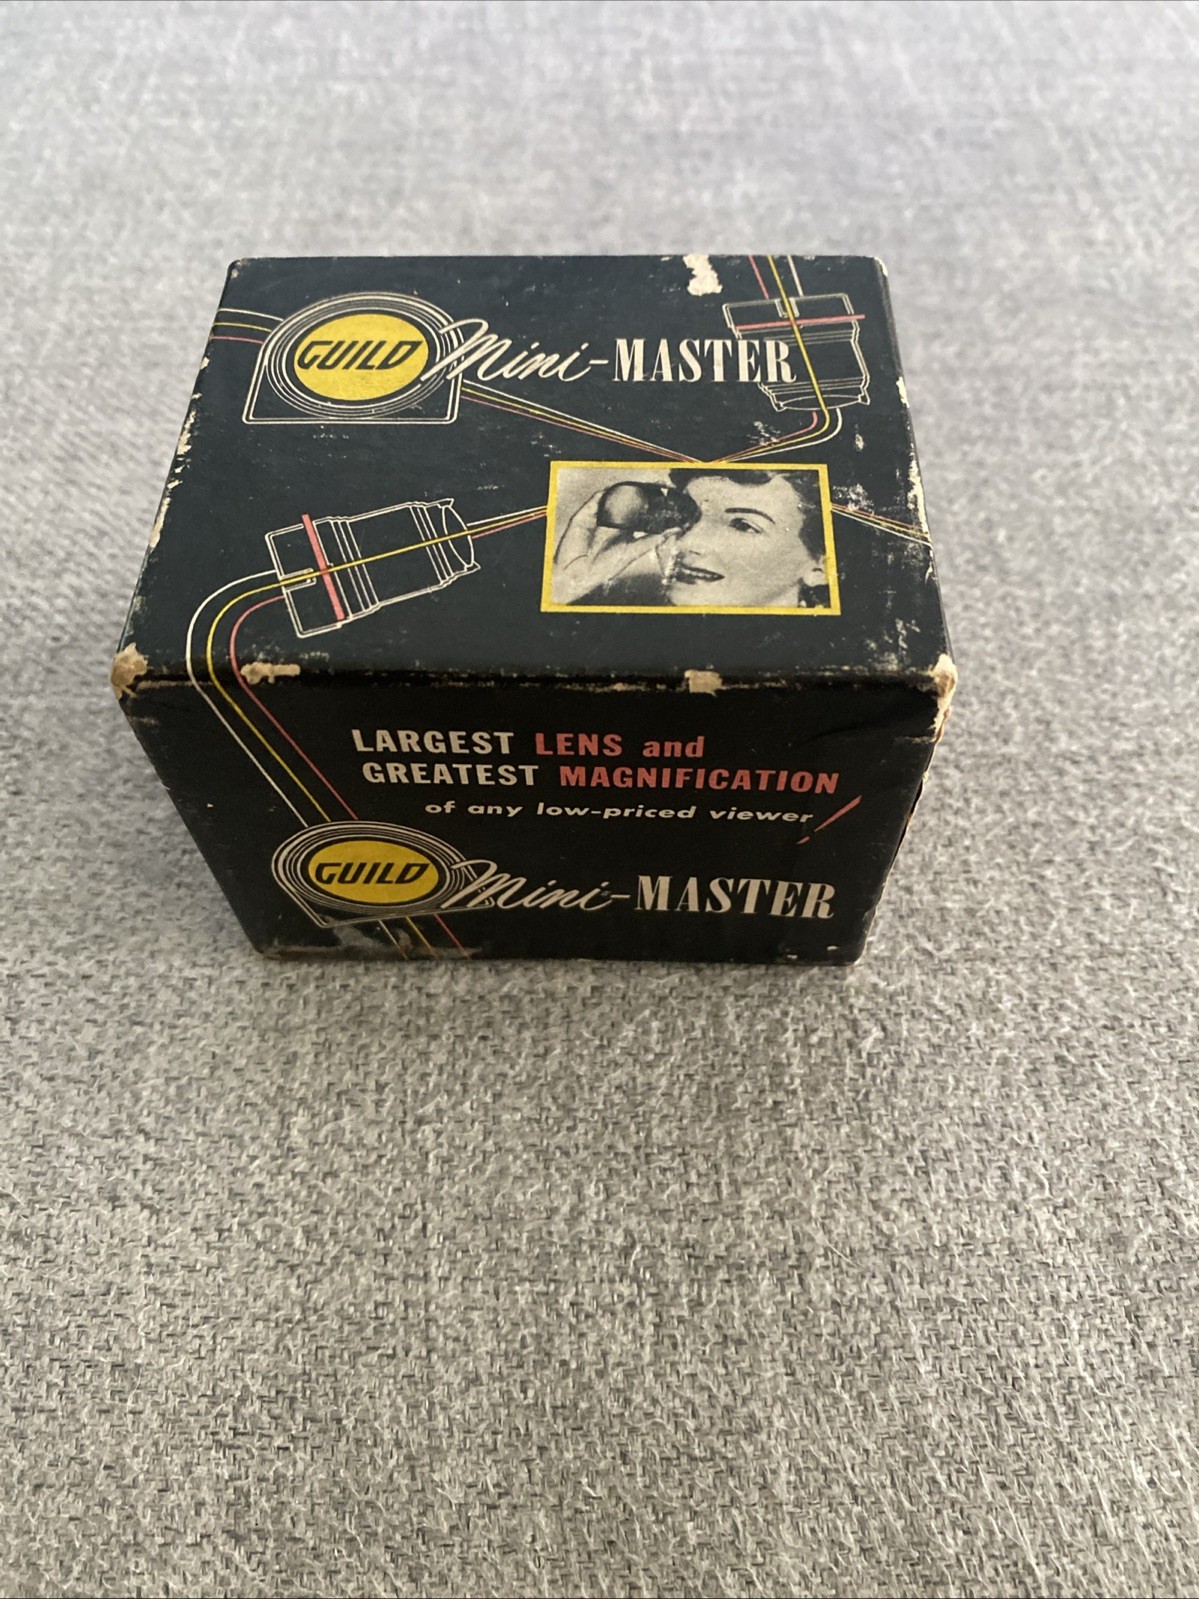 GUILD Mini-MASTER
LARGEST LENS and
GREATEST MAGNIFICATION
of any low-priced viewer!
GUILD Mini-MASTER